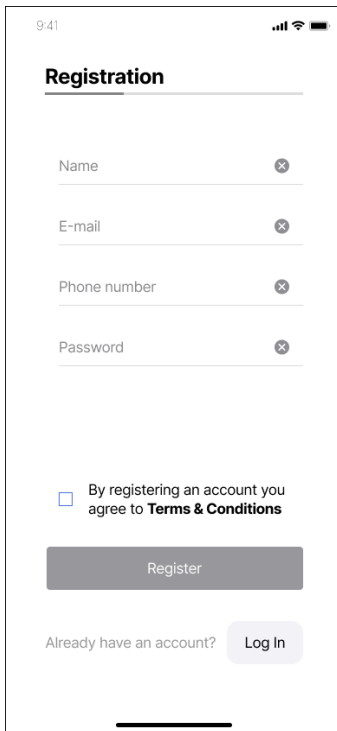 9:41
Registration
Name
E-mail
Phone number
Password
By registering an account you
agree to Terms & Conditions
Register
Already have an account? Log In